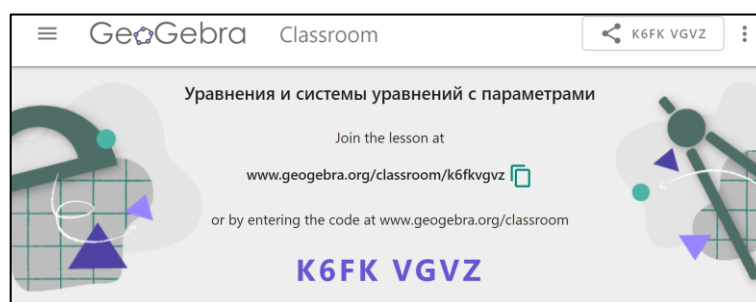 GeoGebra Classroom K6FK VGVZ
Уравнения и системы уравнений с параметрами
Join the lesson at
www.geogebra.org/classroom/k6fkvgvz
or by entering the code at www.geogebra.org/classroom
K6FK VGVZ